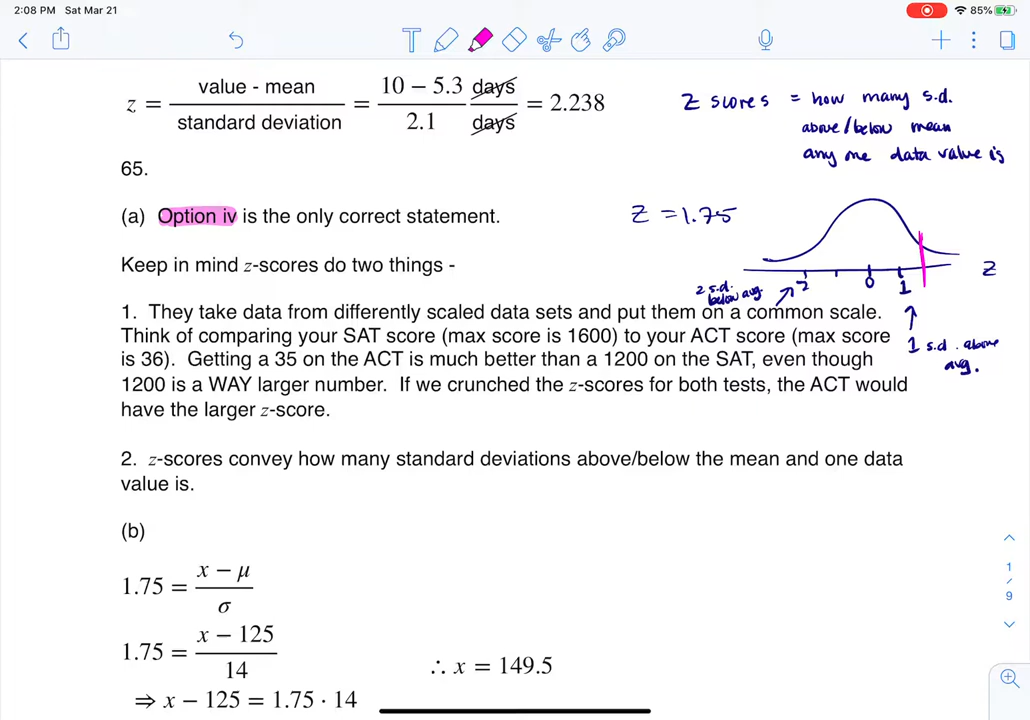 2:08 PM Sat Mar 21
85%
T
z = value - mean / standard deviation = 10 − 5.3 days / 2.1 days = 2.238
Z scores = how many s.d.
above/below mean
any one data value is
65.
(a) Option iv is the only correct statement.
Z = 1.75
Keep in mind z-scores do two things -
-2
0
1
Z
2 s.d.
below avg.
1 s.d. above
avg.
1. They take data from differently scaled data sets and put them on a common scale.
Think of comparing your SAT score (max score is 1600) to your ACT score (max score
is 36). Getting a 35 on the ACT is much better than a 1200 on the SAT, even though
1200 is a WAY larger number. If we crunched the z-scores for both tests, the ACT would
have the larger z-score.
2. z-scores convey how many standard deviations above/below the mean and one data
value is.
(b)
1.75 = x − μ / σ
1.75 = x − 125 / 14
∴ x = 149.5
⇒ x − 125 = 1.75 · 14
1
/
9